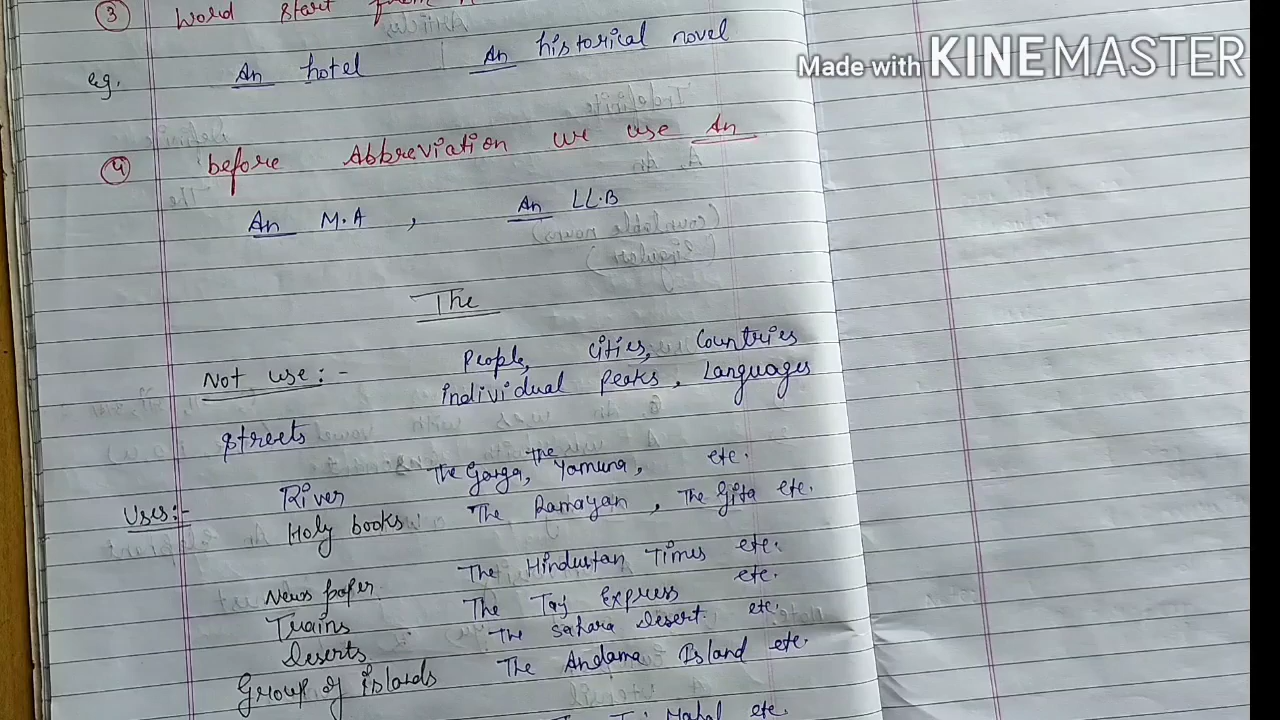 ③ Word start from
eg. An hotel An historical novel
Made with KINEMASTER
④ before Abbreviation we use An
An M.A , An LL.B
The
Not use:- People, Cities, Countries
individual Peaks, Languages
streets
Uses:- River The Ganga, The Yamuna, etc.
Holy books The Ramayan , The Gita etc.
News paper The Hindustan Times etc.
Trains The Taj Express etc.
Deserts The Sahara Desert. etc.
Group of islands The Andama Island etc.
Mahal etc.